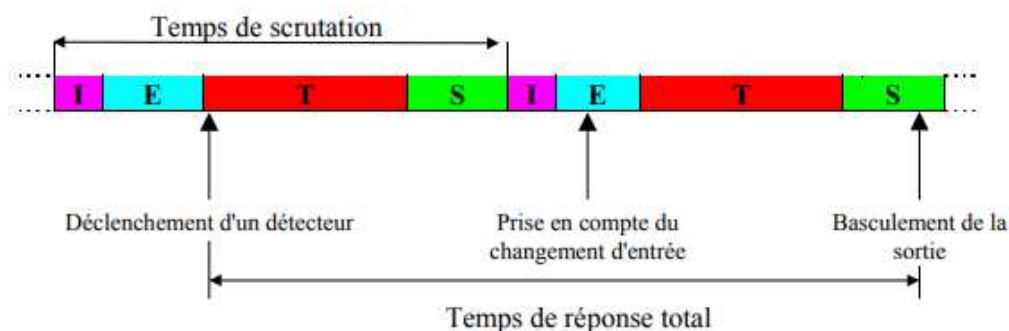 Temps de scrutation
I E T S I E T S
Déclenchement d'un détecteur
Prise en compte du
changement d'entrée
Basculement de la
sortie
Temps de réponse total